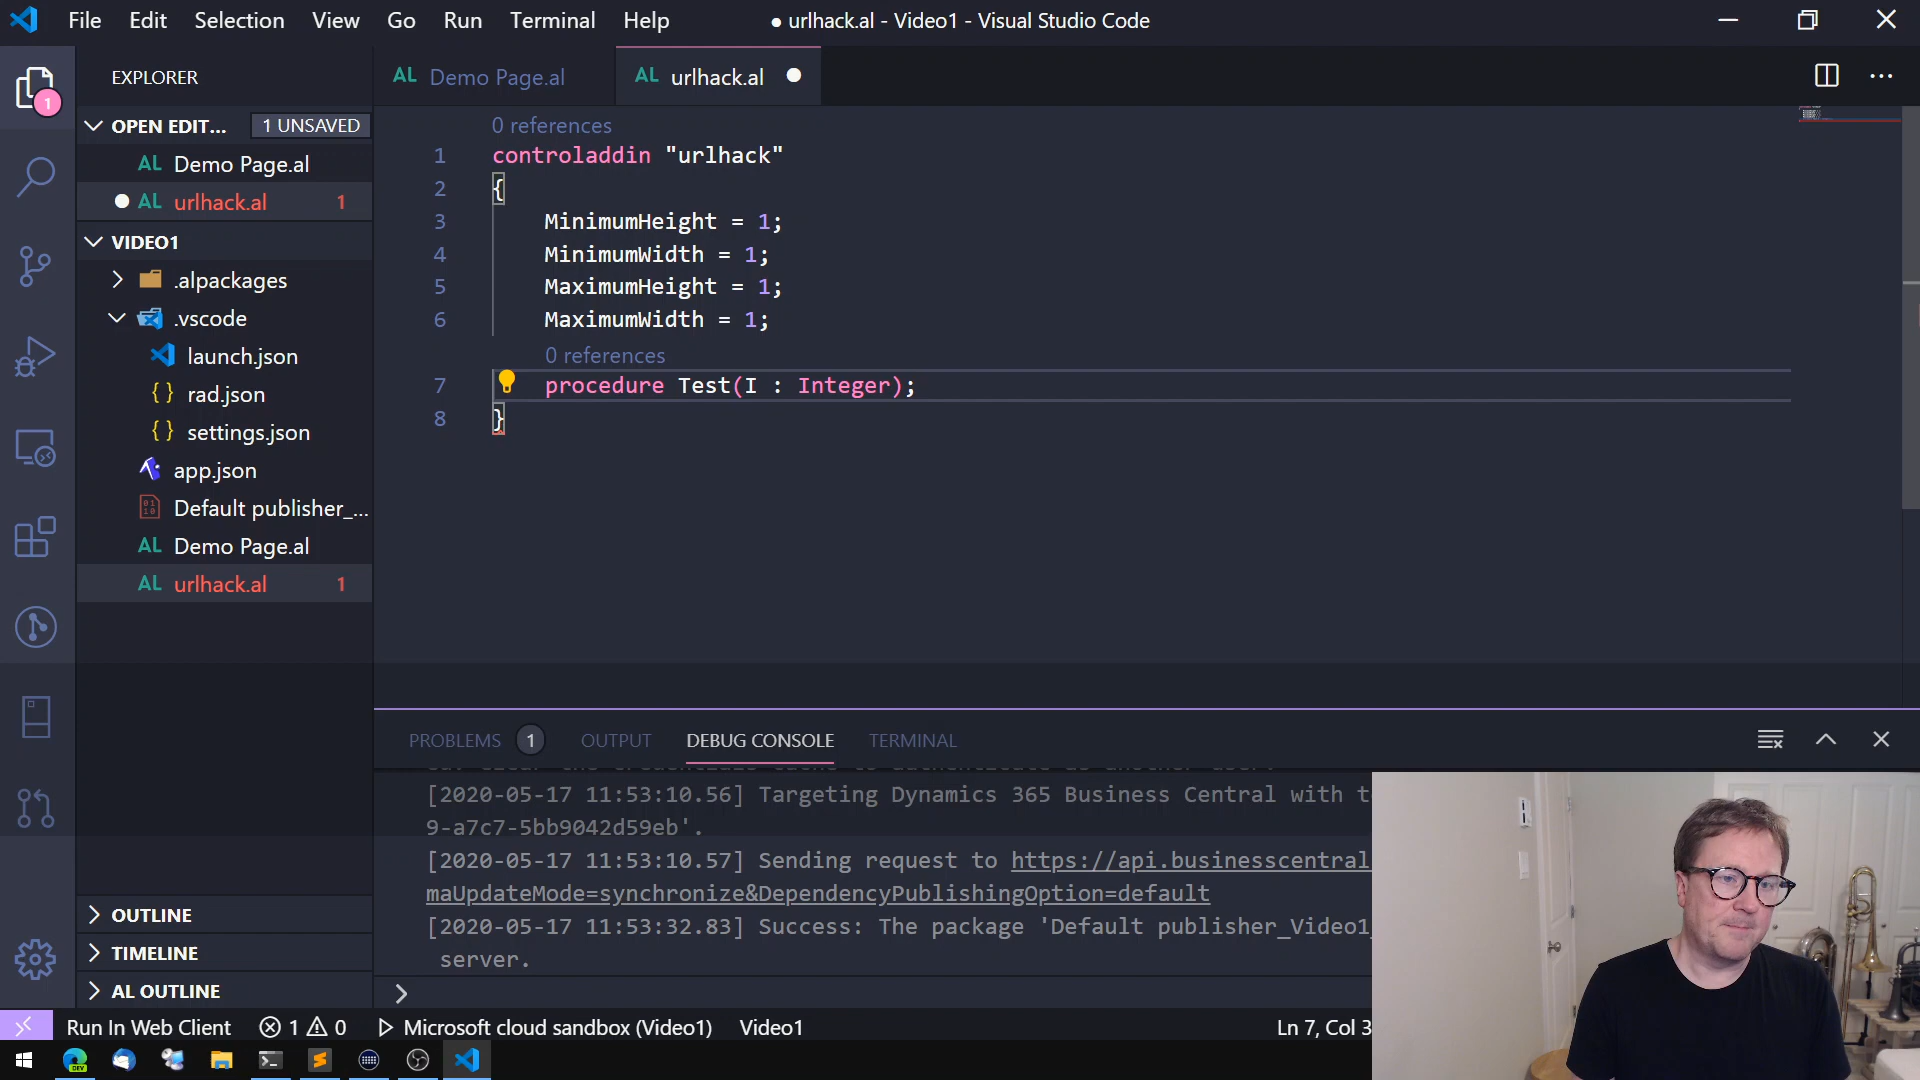 File Edit Selection View Go Run Terminal Help
● urlhack.al - Video1 - Visual Studio Code
EXPLORER
OPEN EDIT... 1 UNSAVED
AL Demo Page.al
AL urlhack.al 1
VIDEO1
.alpackages
.vscode
launch.json
{} rad.json
{} settings.json
app.json
Default publisher_...
AL Demo Page.al
AL urlhack.al 1
OUTLINE
TIMELINE
AL OUTLINE
1
AL Demo Page.al
AL urlhack.al
0 references
1 controladdin "urlhack"
2 {
3 MinimumHeight = 1;
4 MinimumWidth = 1;
5 MaximumHeight = 1;
6 MaximumWidth = 1;
0 references
7 procedure Test(I : Integer);
8 }
PROBLEMS 1 OUTPUT DEBUG CONSOLE TERMINAL
[2020-05-17 11:53:10.56] Targeting Dynamics 365 Business Central with t
9-a7c7-5bb9042d59eb'.
[2020-05-17 11:53:10.57] Sending request to https://api.businesscentral
maUpdateMode=synchronize&DependencyPublishingOption=default
[2020-05-17 11:53:32.83] Success: The package 'Default publisher_Video1_
server.
Run In Web Client 1 0 Microsoft cloud sandbox (Video1) Video1
Ln 7, Col 3
DEV